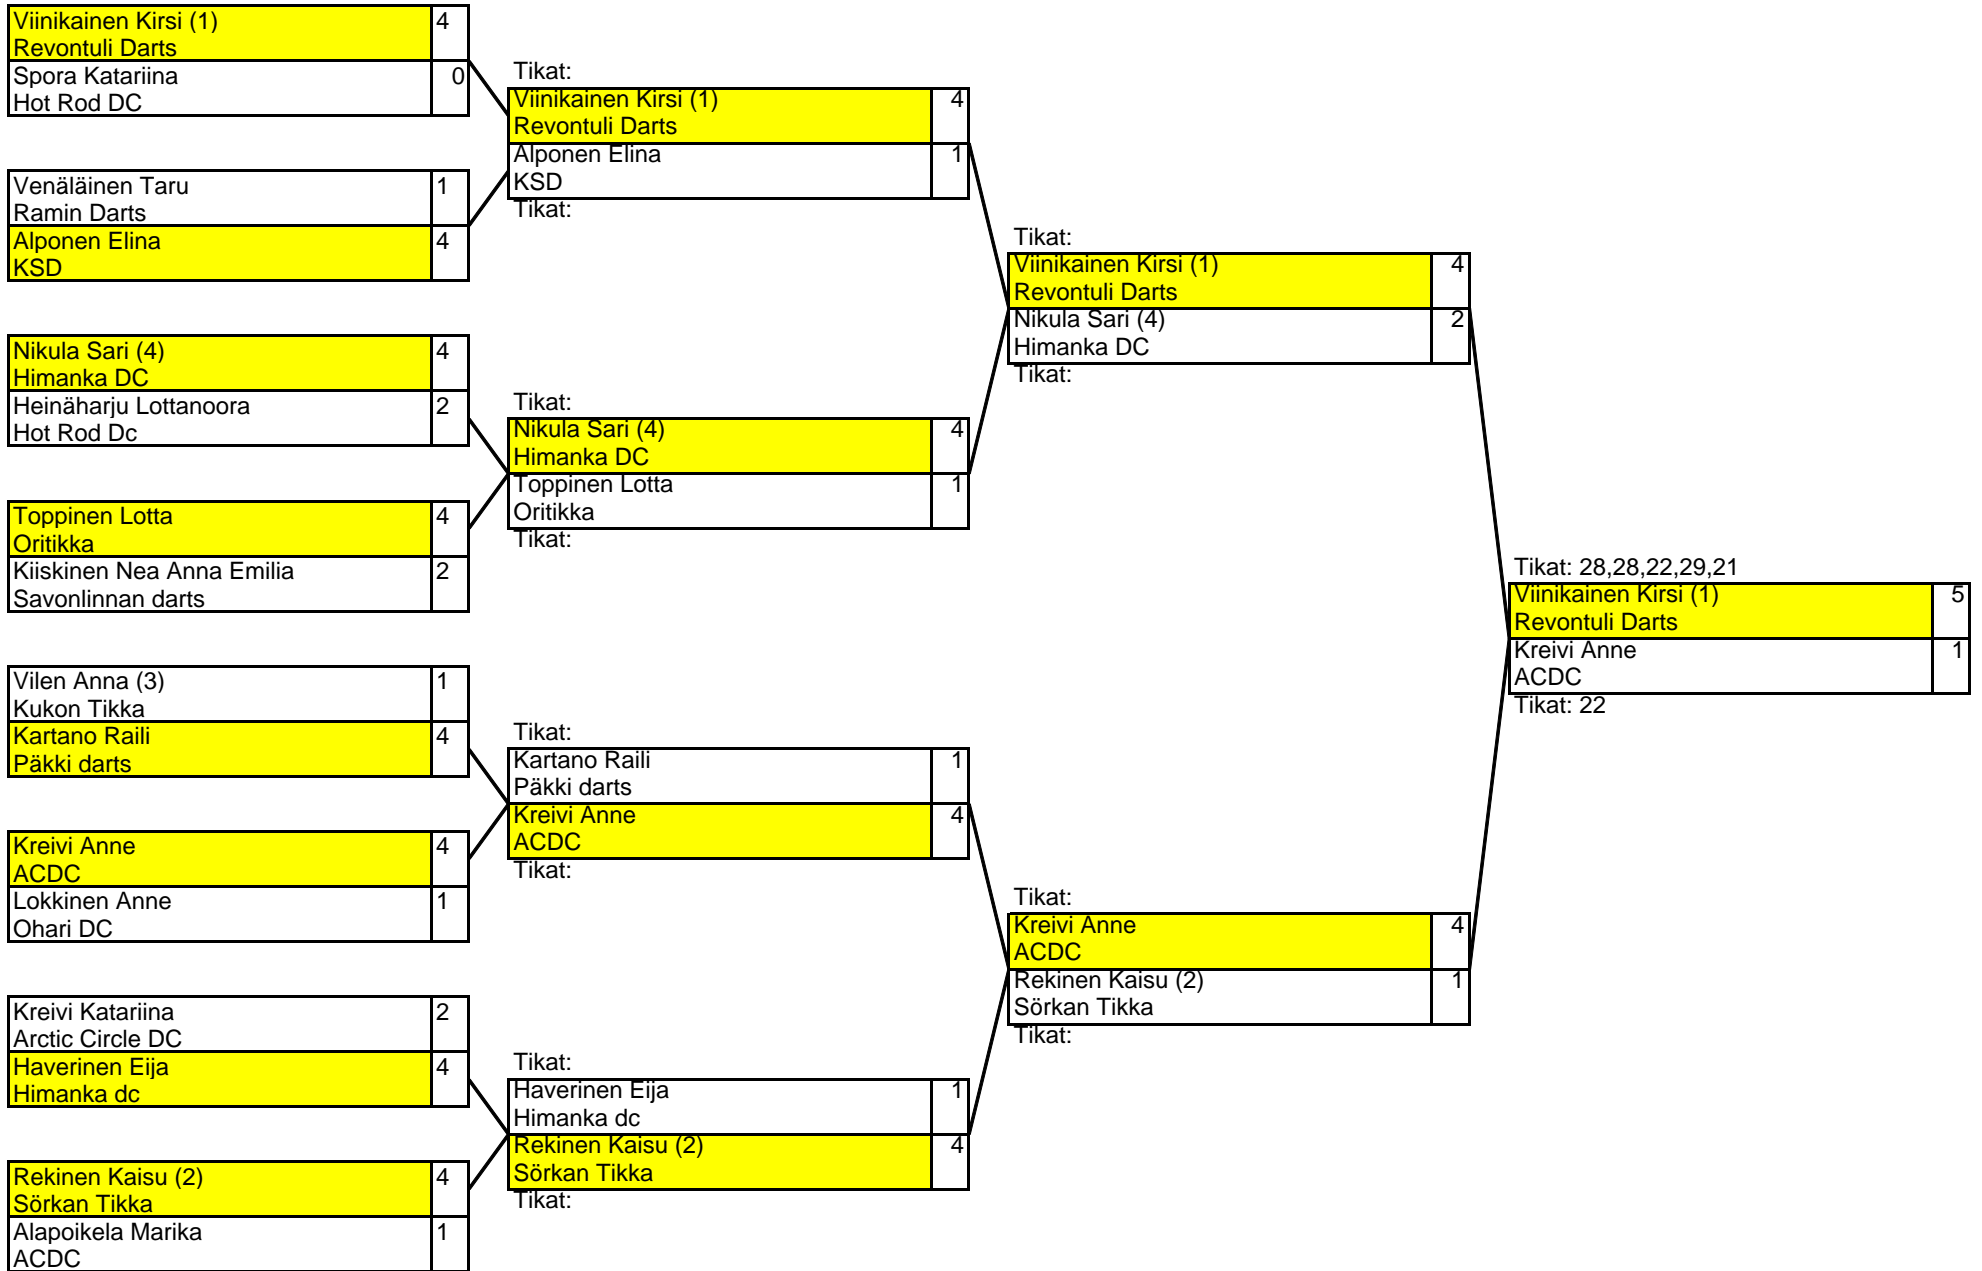 Viinikainen Kirsi (1) 4
Revontuli Darts
Spora Katariina 0
Hot Rod DC
Venäläinen Taru 1
Ramin Darts
Alponen Elina 4
KSD
Nikula Sari (4) 4
Himanka DC
Heinäharju Lottanoora 2
Hot Rod Dc
Toppinen Lotta 4
Oritikka
Kiiskinen Nea Anna Emilia 2
Savonlinnan darts
Vilen Anna (3) 1
Kukon Tikka
Kartano Raili 4
Päkki darts
Kreivi Anne 4
ACDC
Lokkinen Anne 1
Ohari DC
Kreivi Katariina 2
Arctic Circle DC
Haverinen Eija 4
Himanka dc
Rekinen Kaisu (2) 4
Sörkan Tikka
Alapoikela Marika 1
ACDC
Tikat:
Viinikainen Kirsi (1) 4
Revontuli Darts
Alponen Elina 1
KSD
Tikat:
Tikat:
Nikula Sari (4) 4
Himanka DC
Toppinen Lotta 1
Oritikka
Tikat:
Tikat:
Kartano Raili 1
Päkki darts
Kreivi Anne 4
ACDC
Tikat:
Tikat:
Haverinen Eija 1
Himanka dc
Rekinen Kaisu (2) 4
Sörkan Tikka
Tikat:
Tikat:
Viinikainen Kirsi (1) 4
Revontuli Darts
Nikula Sari (4) 2
Himanka DC
Tikat:
Tikat:
Kreivi Anne 4
ACDC
Rekinen Kaisu (2) 1
Sörkan Tikka
Tikat:
Tikat: 28,28,22,29,21
Viinikainen Kirsi (1) 5
Revontuli Darts
Kreivi Anne 1
ACDC
Tikat: 22